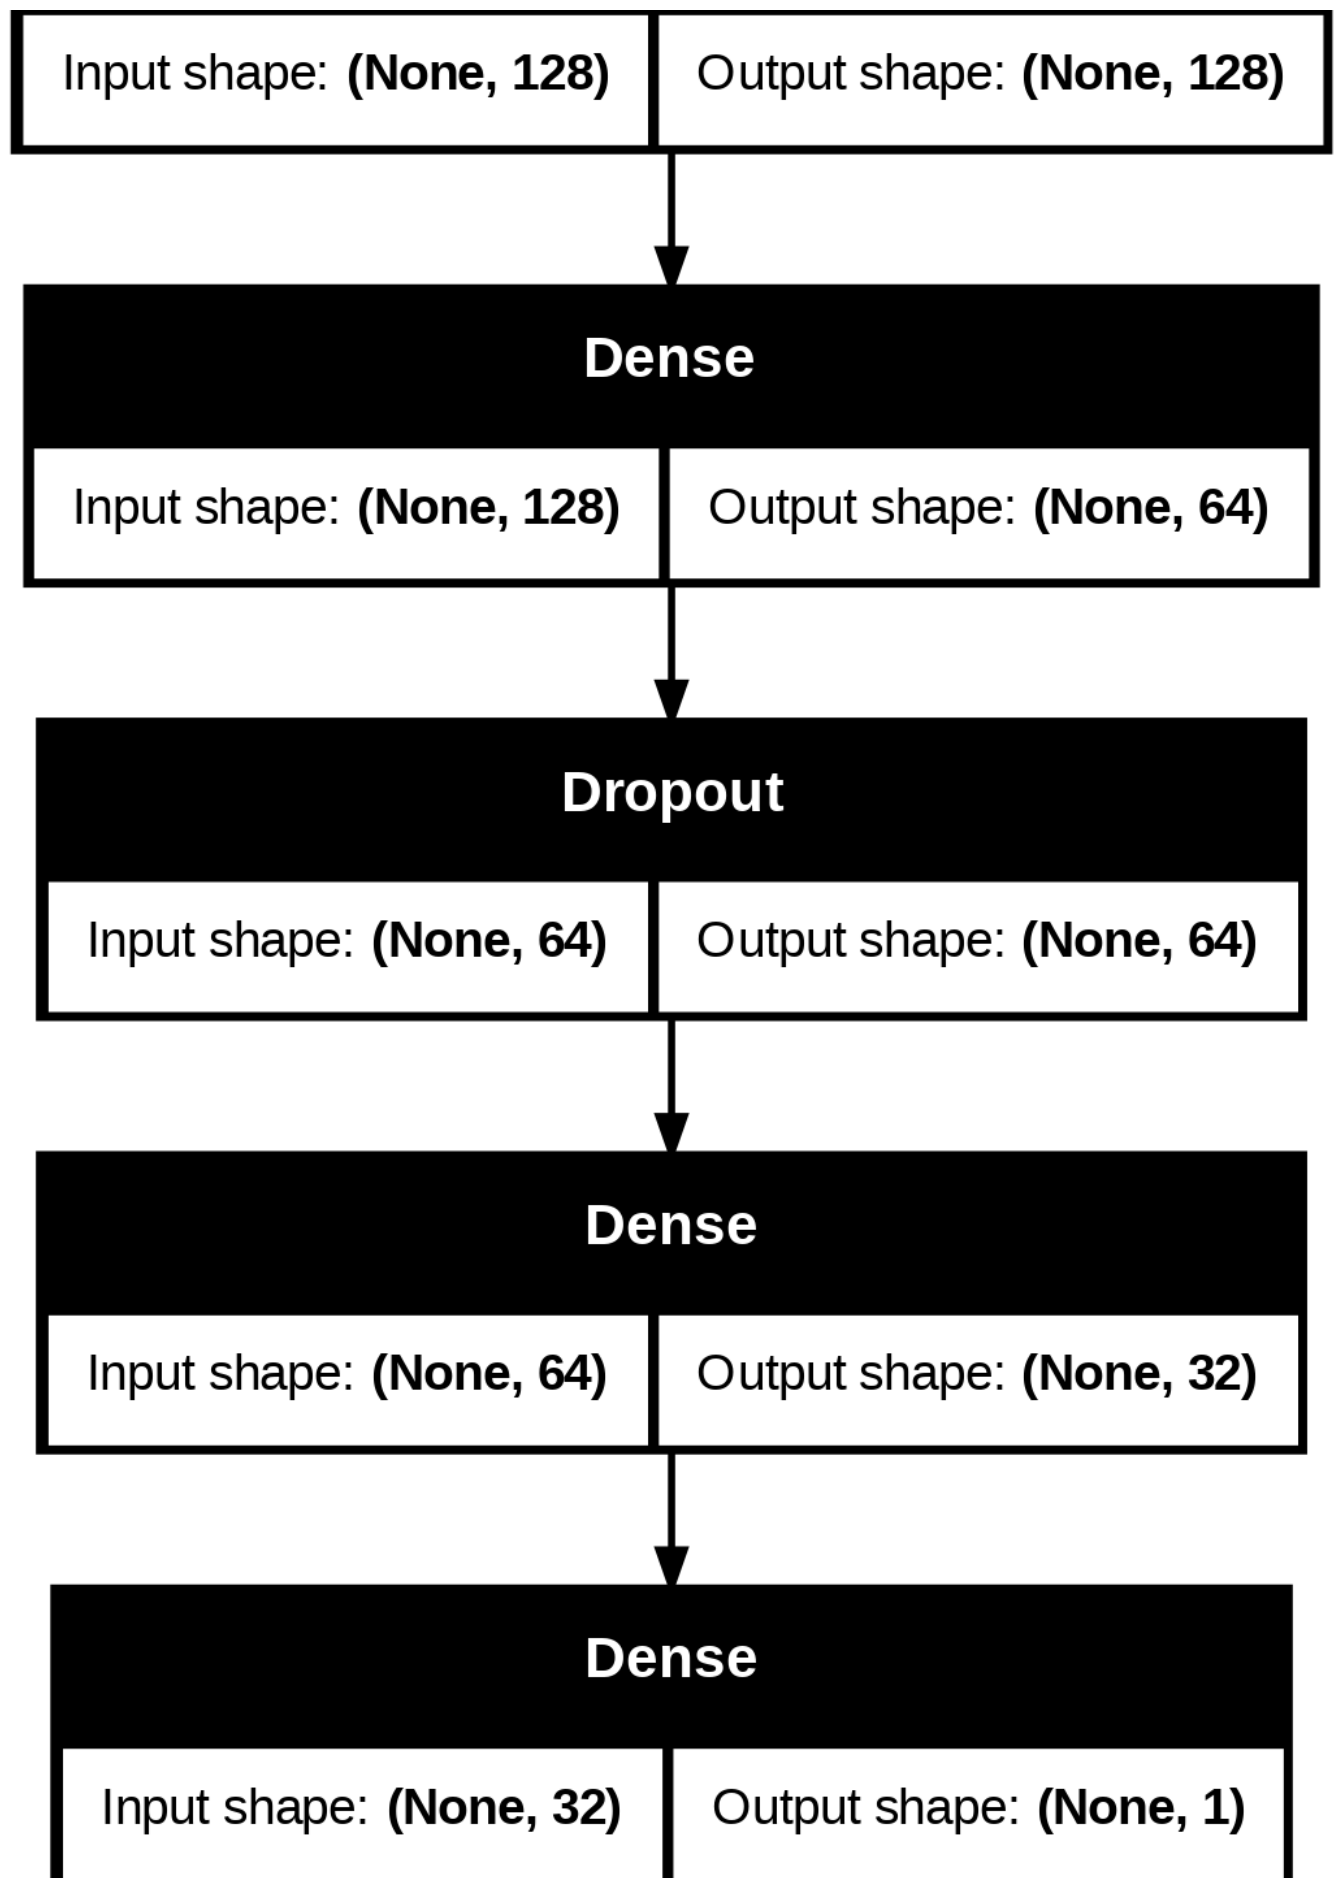 Input shape: (None, 128) Output shape: (None, 128)
Dense
Input shape: (None, 128) Output shape: (None, 64)
Dropout
Input shape: (None, 64) Output shape: (None, 64)
Dense
Input shape: (None, 64) Output shape: (None, 32)
Dense
Input shape: (None, 32) Output shape: (None, 1)